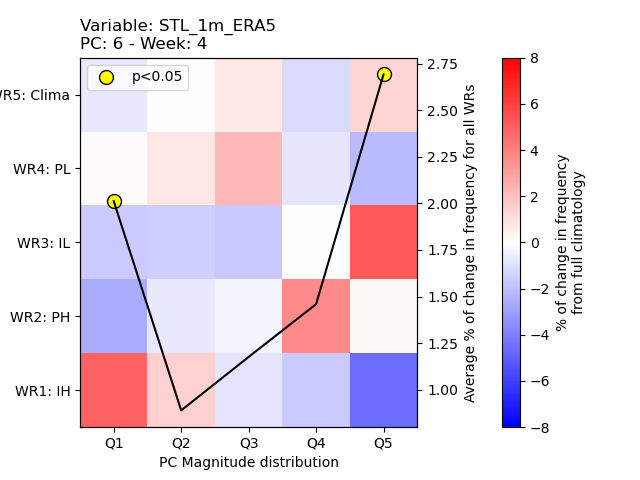 Variable: STL_1m_ERA5
PC: 6 - Week: 4
p<0.05
WR5: Clima
WR4: PL
WR3: IL
WR2: PH
WR1: IH
Q1 Q2 Q3 Q4 Q5
PC Magnitude distribution
2.75
2.50
2.25
2.00
1.75
1.50
1.25
1.00
Average % of change in frequency for all WRs
8
6
4
2
0
−2
−4
−6
−8
% of change in frequency
from full climatology